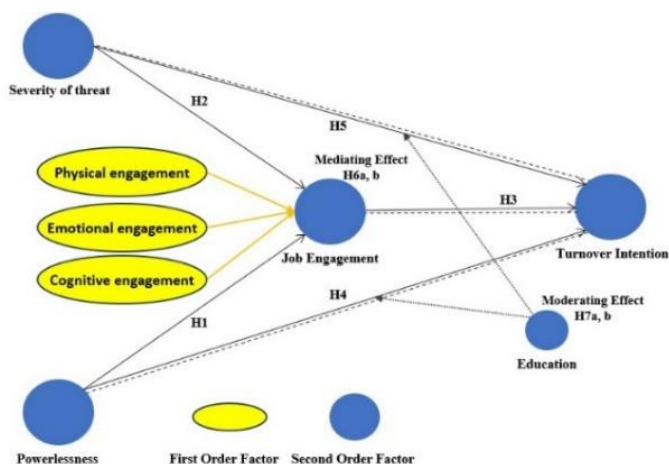 Severity of threat
H2
H5
Mediating Effect
H6a, b
Physical engagement
Emotional engagement
Cognitive engagement
Job Engagement
H3
Turnover Intention
H4
H1
Moderating Effect
H7a, b
Education
Powerlessness
First Order Factor
Second Order Factor